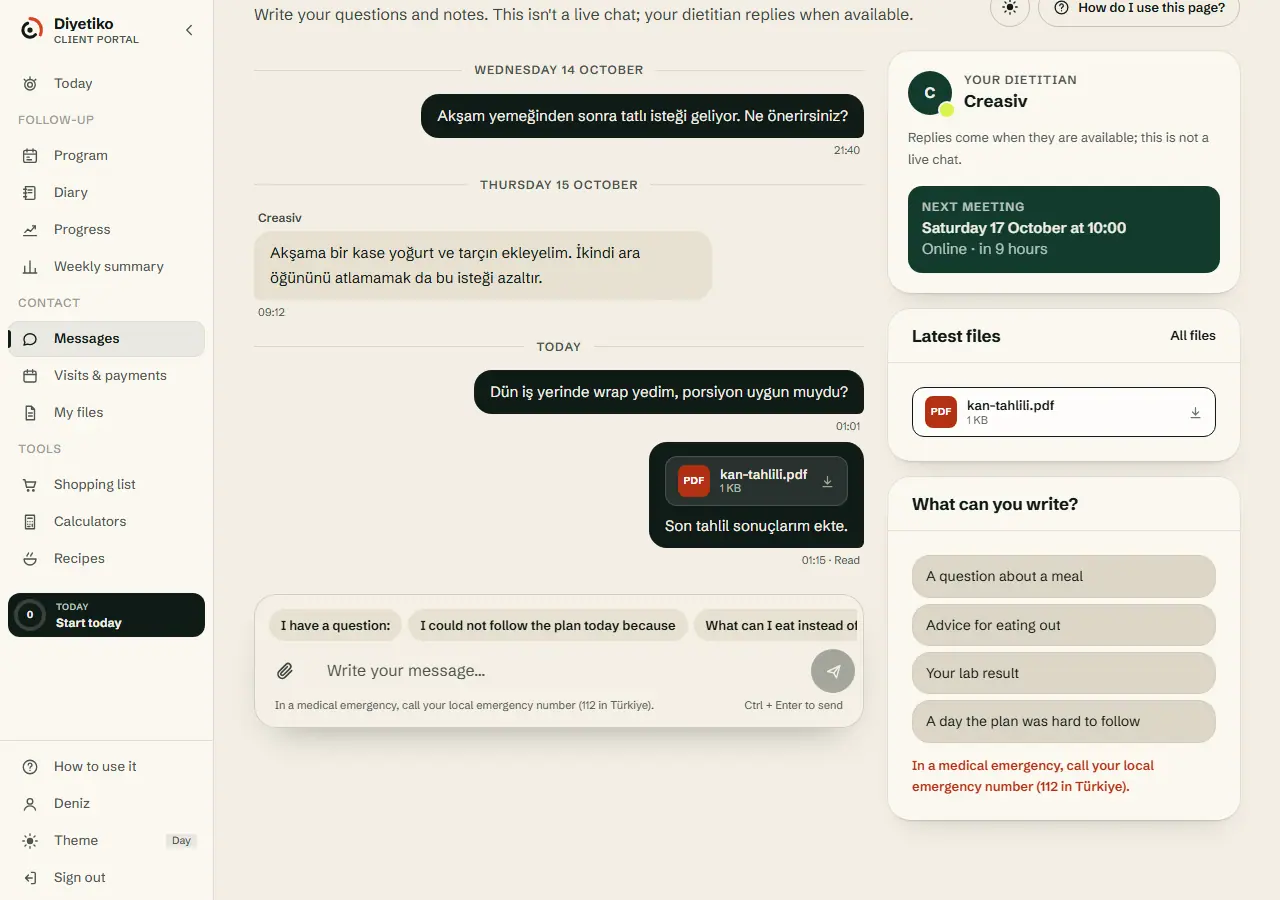 Diyetiko
CLIENT PORTAL
Today
FOLLOW-UP
Program
Diary
Progress
Weekly summary
CONTACT
Messages
Visits & payments
My files
TOOLS
Shopping list
Calculators
Recipes
0
TODAY
Start today
How to use it
Deniz
Theme
Day
Sign out
Write your questions and notes. This isn't a live chat; your dietitian replies when available.
How do I use this page?
WEDNESDAY 14 OCTOBER
Akşam yemeğinden sonra tatlı isteği geliyor. Ne önerirsiniz?
21:40
THURSDAY 15 OCTOBER
Creasiv
Akşama bir kase yoğurt ve tarçın ekleyelim. İkindi ara
öğününü atlamamak da bu isteği azaltır.
09:12
TODAY
Dün iş yerinde wrap yedim, porsiyon uygun muydu?
01:01
PDF
kan-tahlili.pdf
1 KB
Son tahlil sonuçlarım ekte.
01:15 · Read
I have a question:
I could not follow the plan today because
What can I eat instead of
Write your message...
In a medical emergency, call your local emergency number (112 in Türkiye).
Ctrl + Enter to send
C
YOUR DIETITIAN
Creasiv
Replies come when they are available; this is not a
live chat.
NEXT MEETING
Saturday 17 October at 10:00
Online · in 9 hours
Latest files
All files
PDF
kan-tahlili.pdf
1 KB
What can you write?
A question about a meal
Advice for eating out
Your lab result
A day the plan was hard to follow
In a medical emergency, call your local
emergency number (112 in Türkiye).